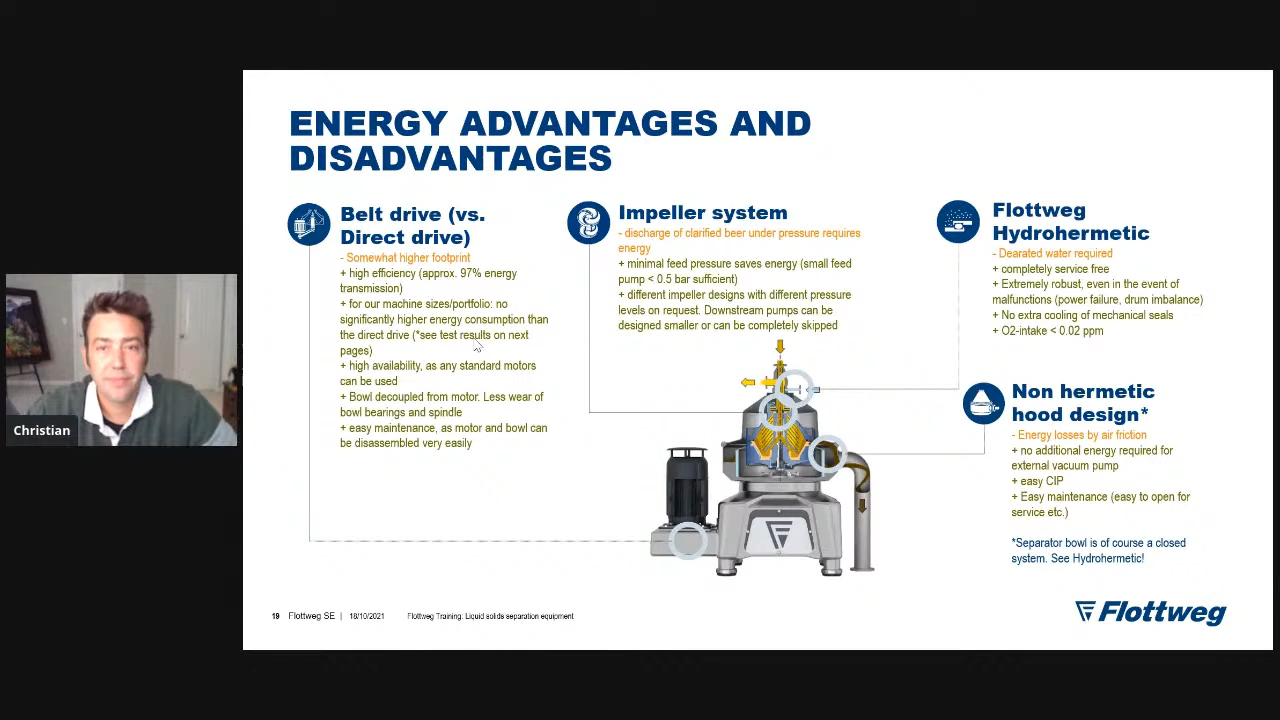 ENERGY ADVANTAGES AND
DISADVANTAGES
Belt drive (vs.
Direct drive)
- Somewhat higher footprint
+ high efficiency (approx. 97% energy
transmission)
+ for our machine sizes/portfolio: no
significantly higher energy consumption than
the direct drive (*see test results on next
pages)
+ high availability, as any standard motors
can be used
+ Bowl decoupled from motor. Less wear of
bowl bearings and spindle
+ easy maintenance, as motor and bowl can
be disassembled very easily
Impeller system
- discharge of clarified beer under pressure requires
energy
+ minimal feed pressure saves energy (small feed
pump < 0.5 bar sufficient)
+ different impeller designs with different pressure
levels on request. Downstream pumps can be
designed smaller or can be completely skipped
Flottweg
Hydrohermetic
- Dearated water required
+ completely service free
+ Extremely robust, even in the event of
malfunctions (power failure, drum imbalance)
+ No extra cooling of mechanical seals
+ O2-intake < 0.02 ppm
Non hermetic
hood design*
- Energy losses by air friction
+ no additional energy required for
external vacuum pump
+ easy CIP
+ Easy maintenance (easy to open for
service etc.)
*Separator bowl is of course a closed
system. See Hydrohermetic!
Christian
19 Flottweg SE | 18/10/2021 Flottweg Training: Liquid solids separation equipment
Flottweg